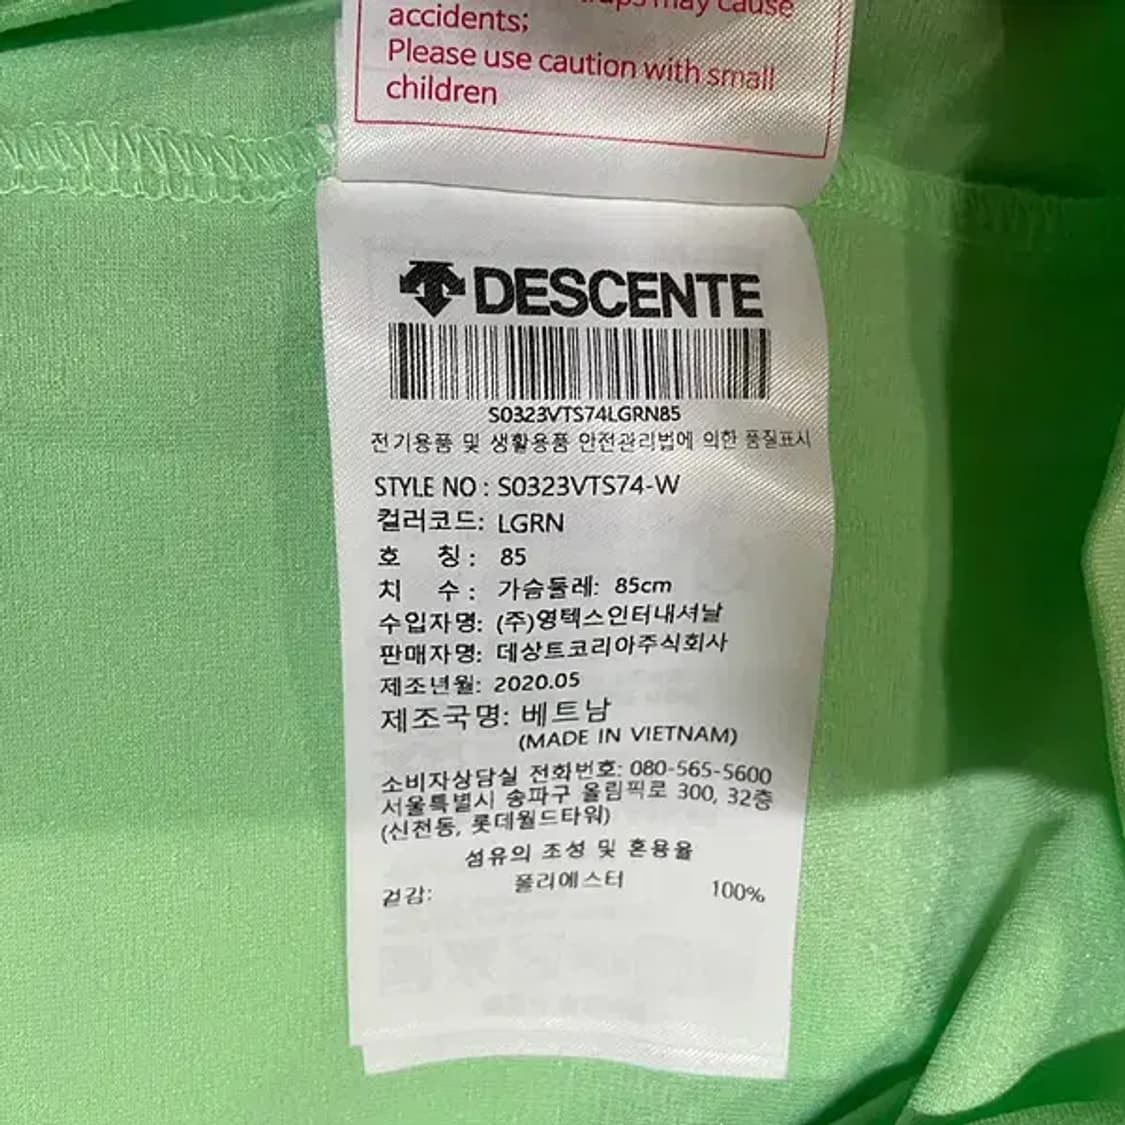 may cause
accidents;
Please use caution with small
children
DESCENTE
S0323VTS74LGRN85
전기용품 및 생활용품 안전관리법에 의한 품질표시
STYLE NO : S0323VTS74-W
컬러코드: LGRN
호 칭 : 85
치 수 : 가슴둘레: 85cm
수입자명: (주)영텍스인터내셔날
판매자명: 데상트코리아주식회사
제조년월: 2020.05
제조국명: 베트남
(MADE IN VIETNAM)
소비자상담실 전화번호: 080-565-5600
서울특별시 송파구 올림픽로 300, 32층
(신천동, 롯데월드타워)
섬유의 조성 및 혼용율
겉감: 폴리에스터 100%